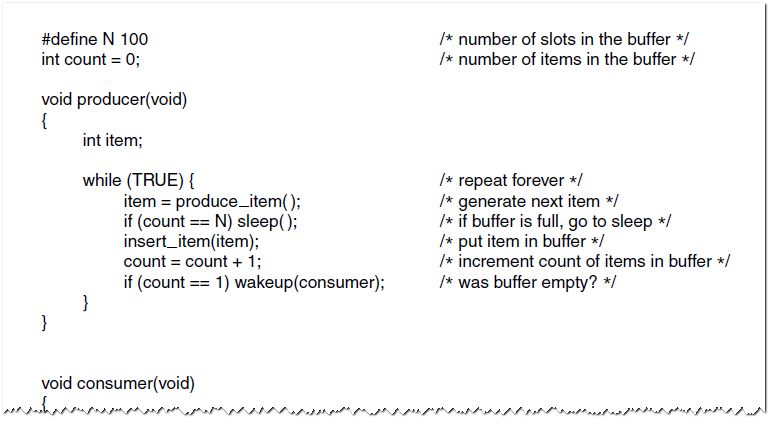 #define N 100 /* number of slots in the buffer */
int count = 0; /* number of items in the buffer */
void producer(void)
{
int item;
while (TRUE) { /* repeat forever */
item = produce_item( ); /* generate next item */
if (count == N) sleep( ); /* if buffer is full, go to sleep */
insert_item(item); /* put item in buffer */
count = count + 1; /* increment count of items in buffer */
if (count == 1) wakeup(consumer); /* was buffer empty? */
}
}
void consumer(void)
{